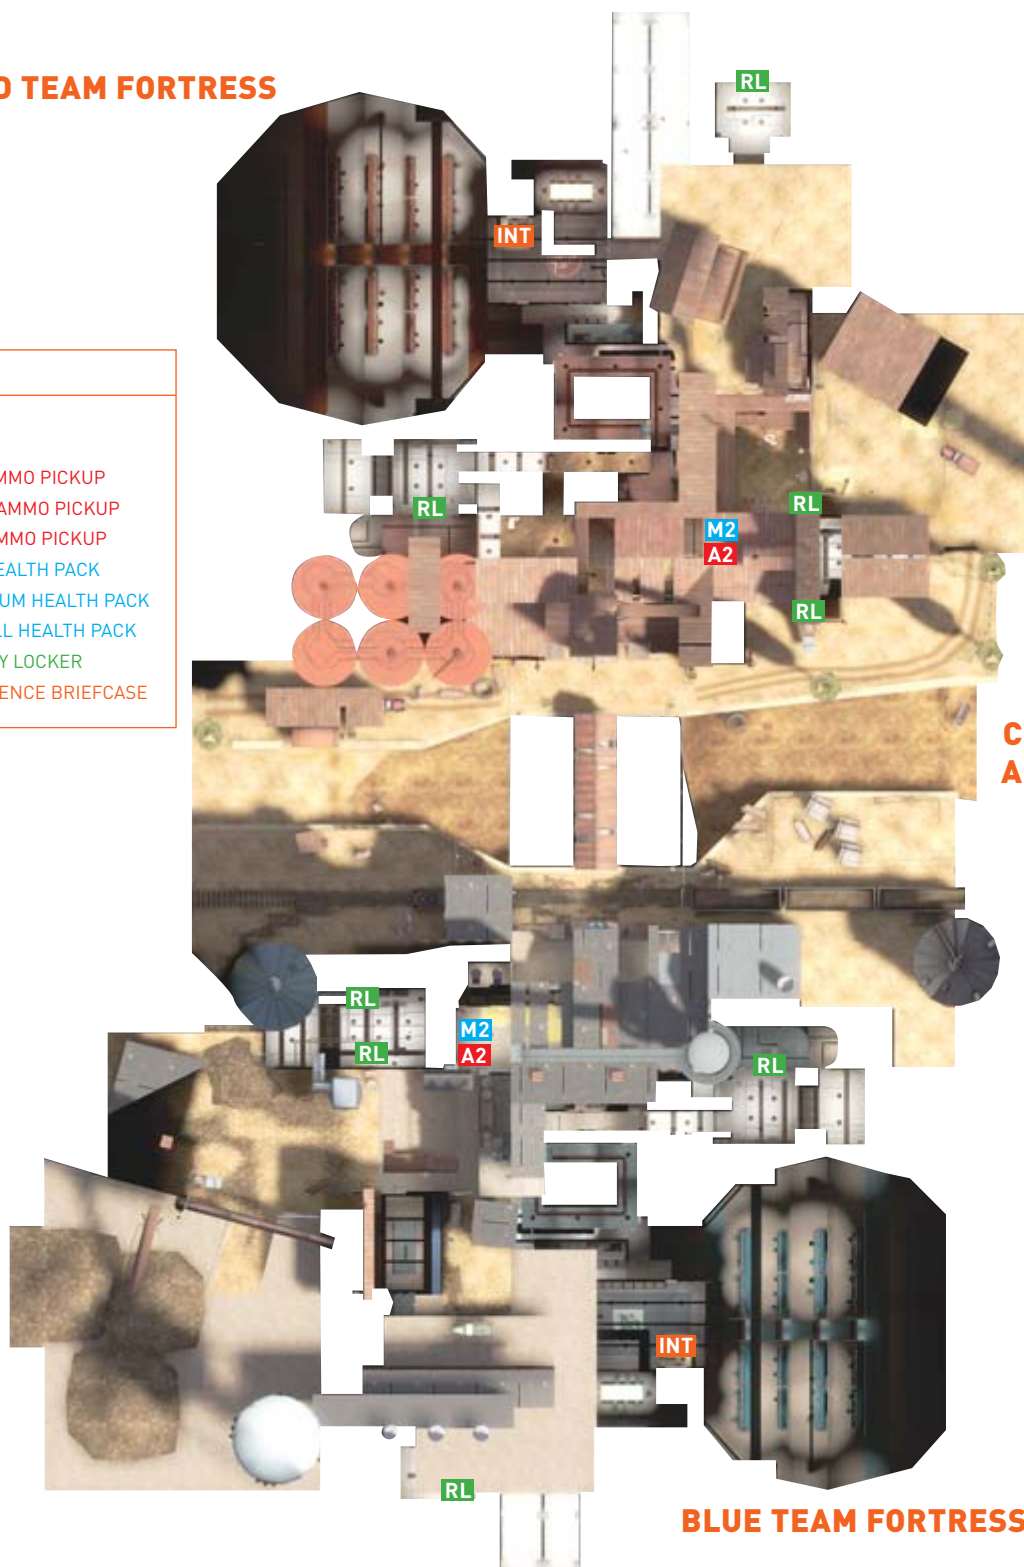 RL
D TEAM FORTRESS
INT
MMO PICKUP
AMMO PICKUP
MMO PICKUP
EALTH PACK
UM HEALTH PACK
LL HEALTH PACK
Y LOCKER
ENCE BRIEFCASE
RL
RL
M2
A2
RL
C
A
RL
M2
RL
A2
RL
INT
RL
BLUE TEAM FORTRESS